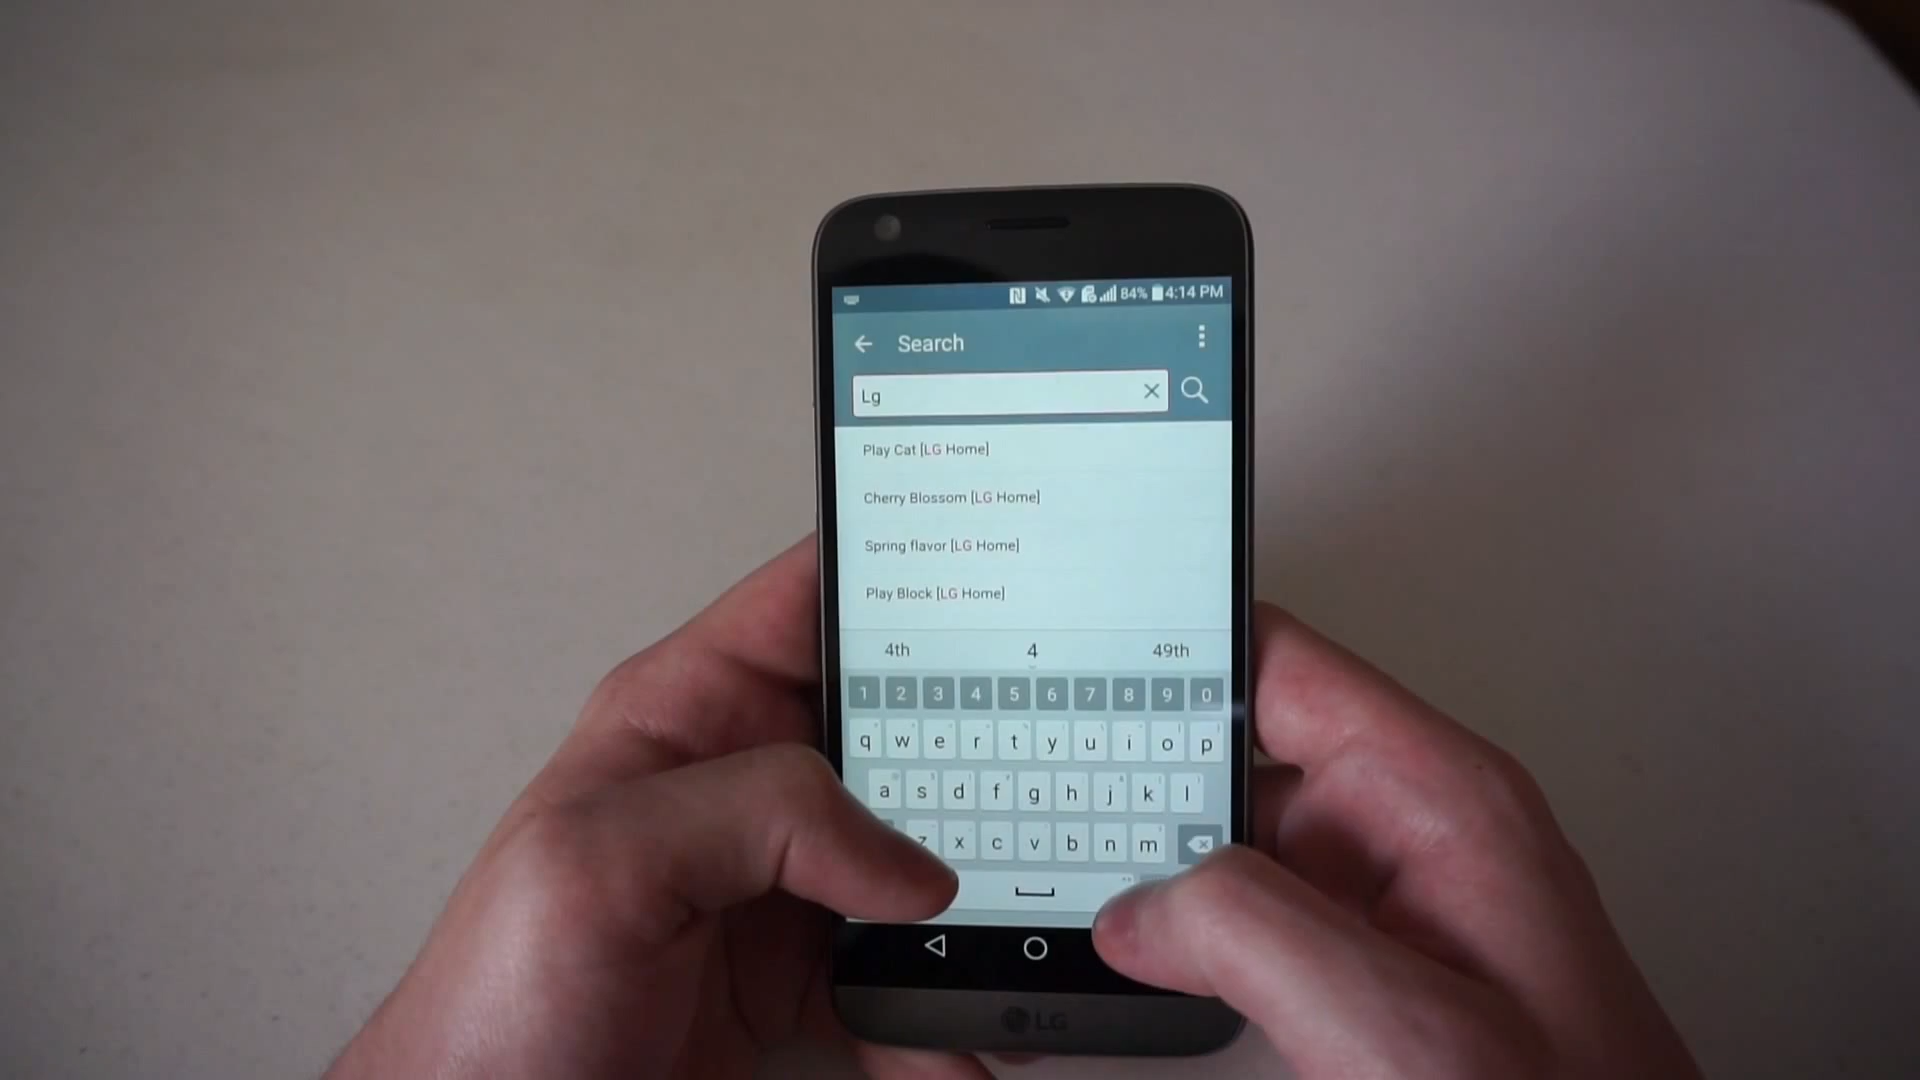 84% 4:14 PM
Search
Lg
Play Cat [LG Home]
Cherry Blossom [LG Home]
Spring flavor [LG Home]
Play Block [LG Home]
4th 4 49th
1 2 3 4 5 6 7 8 9 0
q w e r t y u i o p
a s d f g h j k l
z x c v b n m
LG